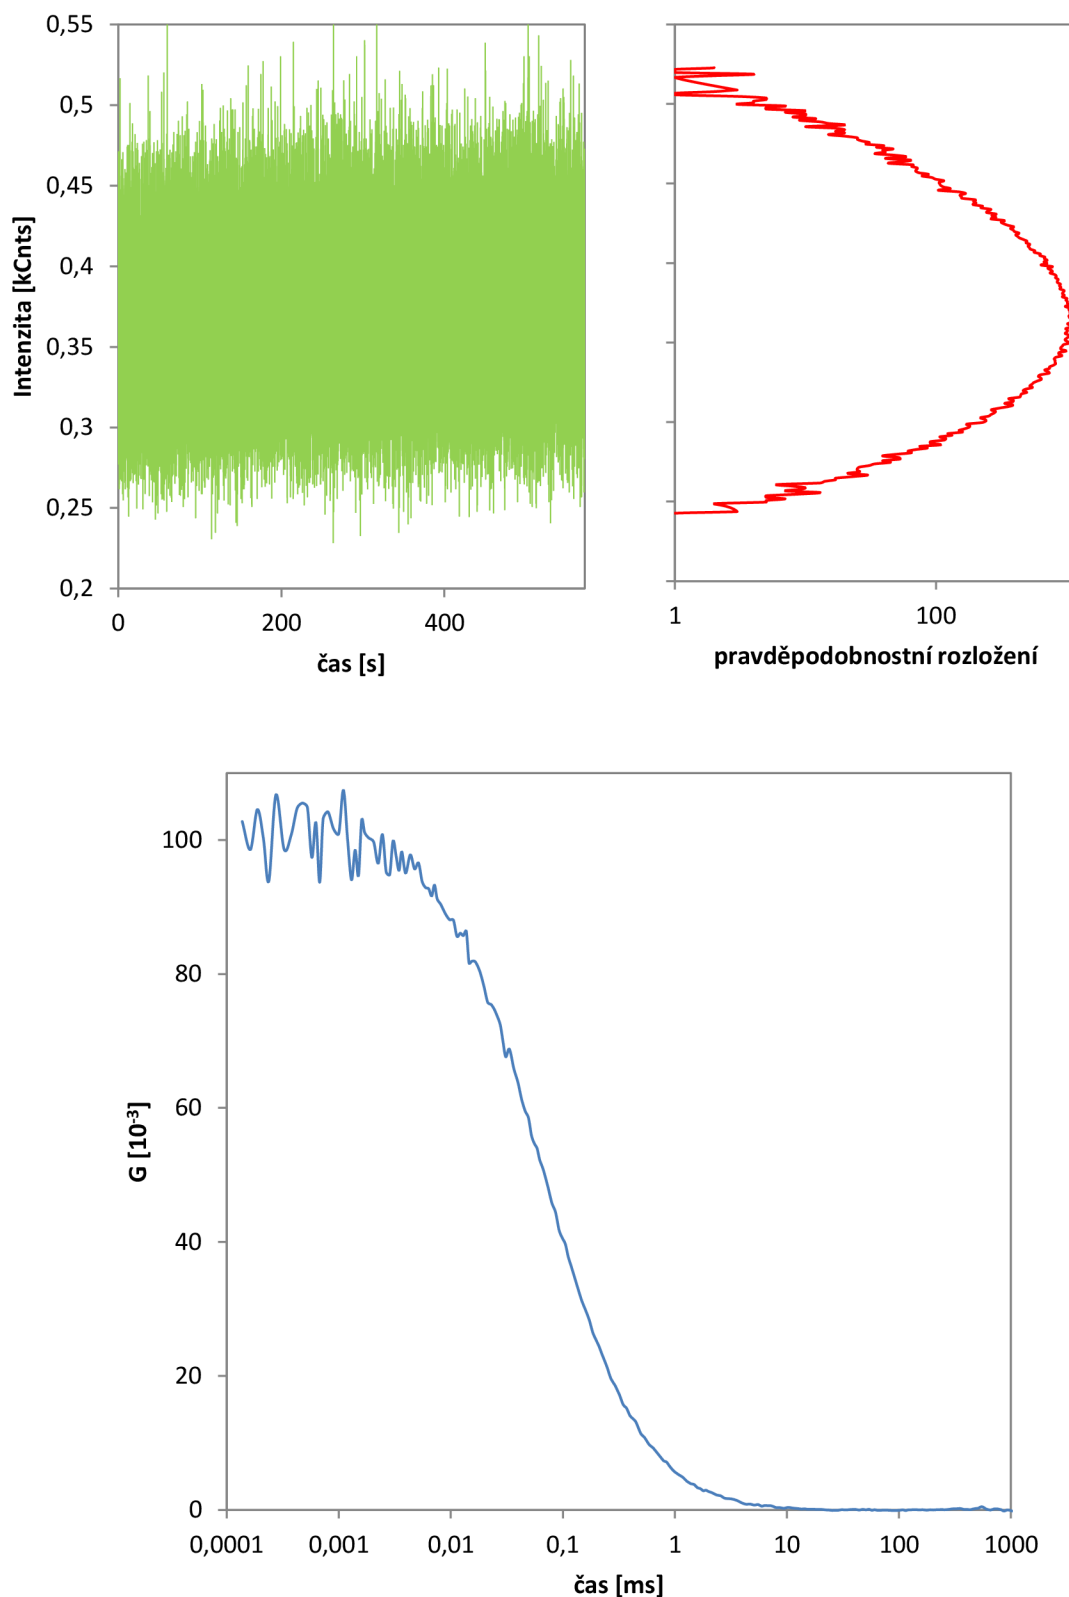 0,55
0,5
0,45
0,4
0,35
0,3
0,25
0,2
Intenzita [kCnts]
0 200 400
čas [s]
1 100
pravděpodobnostní rozložení
100
80
60
40
20
0
G [10⁻³]
0,0001 0,001 0,01 0,1 1 10 100 1000
čas [ms]